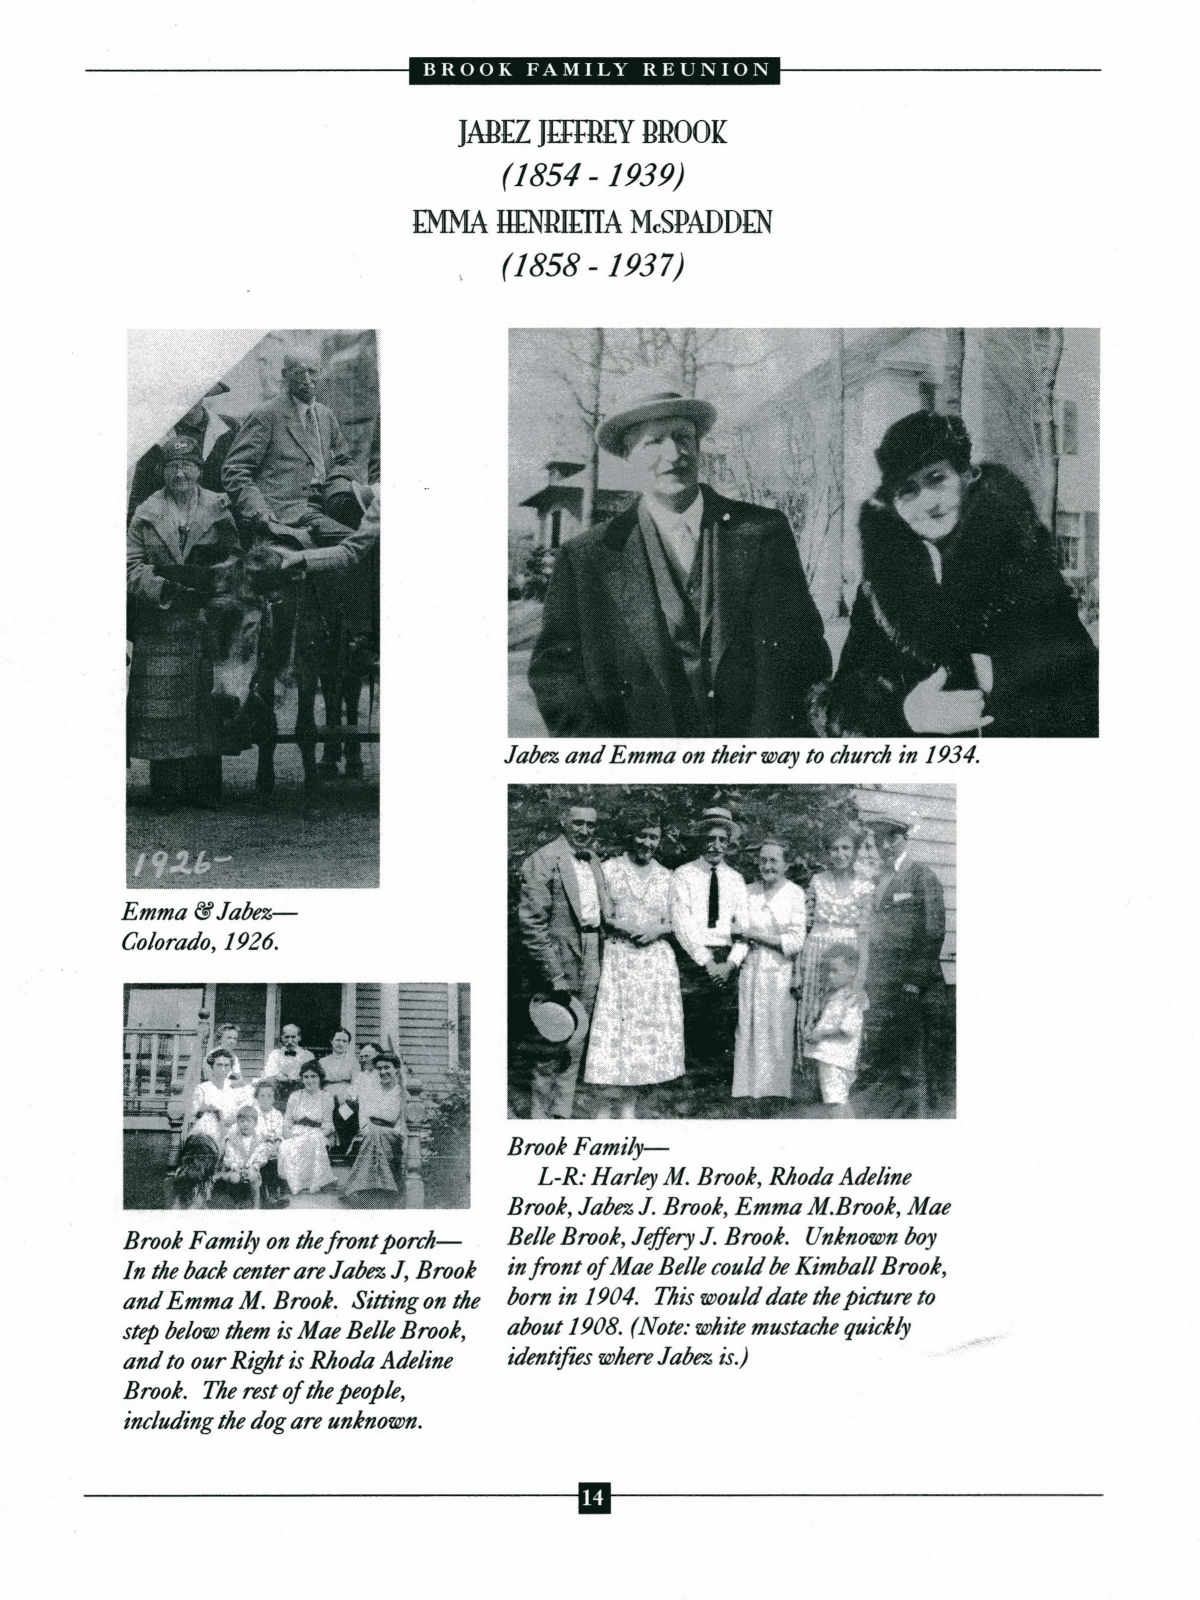 BROOK FAMILY REUNION
JABEZ JEFFREY BROOK
(1854 - 1939)
EMMA HENRIETTA McSPADDEN
(1858 - 1937)
1926-
Emma & Jabez—
Colorado, 1926.
Jabez and Emma on their way to church in 1934.
Brook Family on the front porch—
In the back center are Jabez J, Brook
and Emma M. Brook. Sitting on the
step below them is Mae Belle Brook,
and to our Right is Rhoda Adeline
Brook. The rest of the people,
including the dog are unknown.
Brook Family—
L-R: Harley M. Brook, Rhoda Adeline
Brook, Jabez J. Brook, Emma M.Brook, Mae
Belle Brook, Jeffery J. Brook. Unknown boy
in front of Mae Belle could be Kimball Brook,
born in 1904. This would date the picture to
about 1908. (Note: white mustache quickly
identifies where Jabez is.)
14